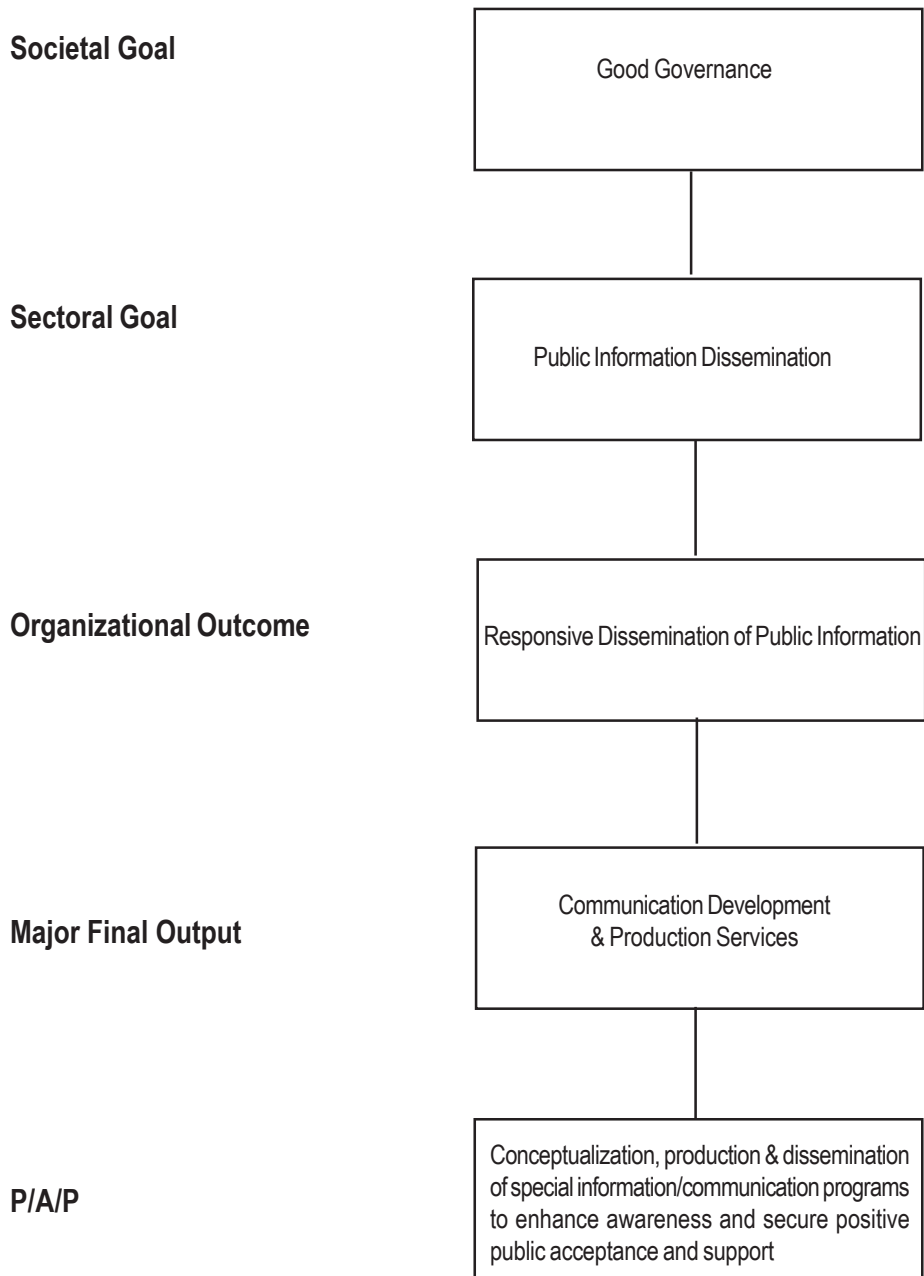 Societal Goal
Good Governance
Sectoral Goal
Public Information Dissemination
Organizational Outcome
Responsive Dissemination of Public Information
Major Final Output
Communication Development
& Production Services
P/A/P
Conceptualization, production & dissemination
of special information/communication programs
to enhance awareness and secure positive
public acceptance and support